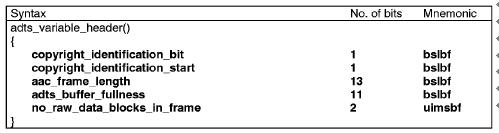 Syntax No. of bits Mnemonic
adts_variable_header()
{
copyright_identification_bit 1 bslbf
copyright_identification_start 1 bslbf
aac_frame_length 13 bslbf
adts_buffer_fullness 11 bslbf
no_raw_data_blocks_in_frame 2 uimsbf
}